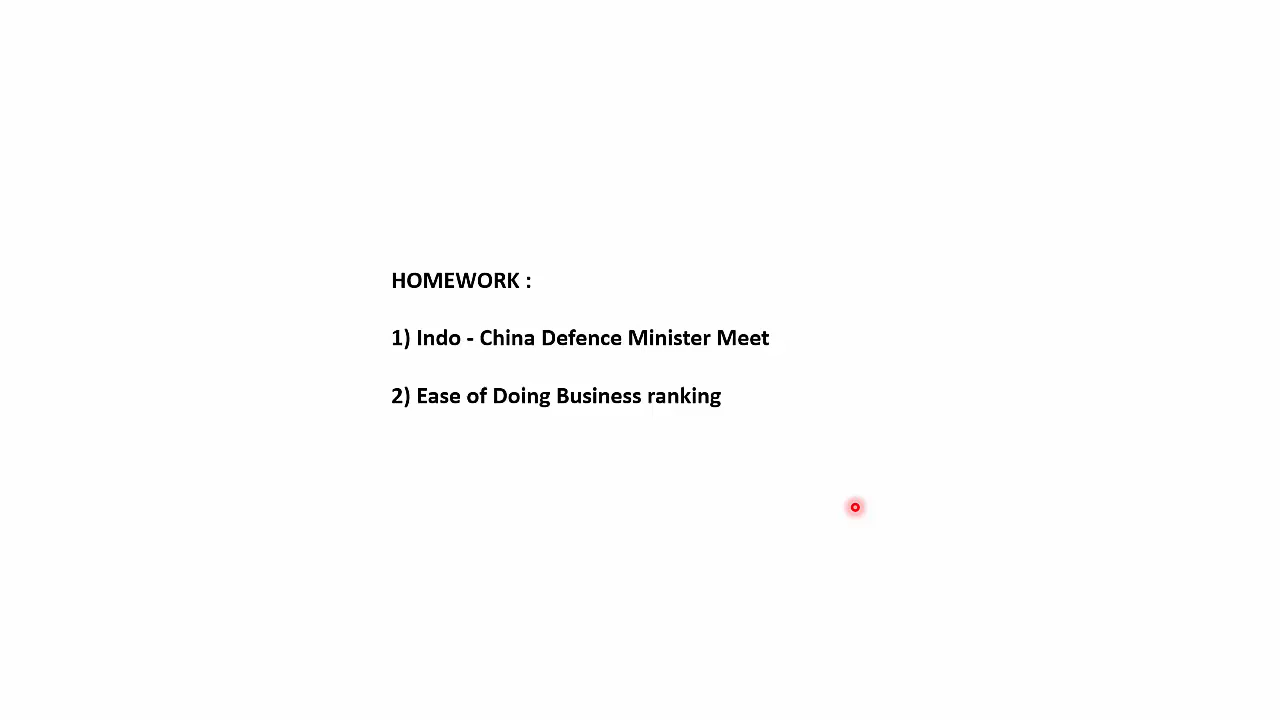 HOMEWORK :
1) Indo - China Defence Minister Meet
2) Ease of Doing Business ranking